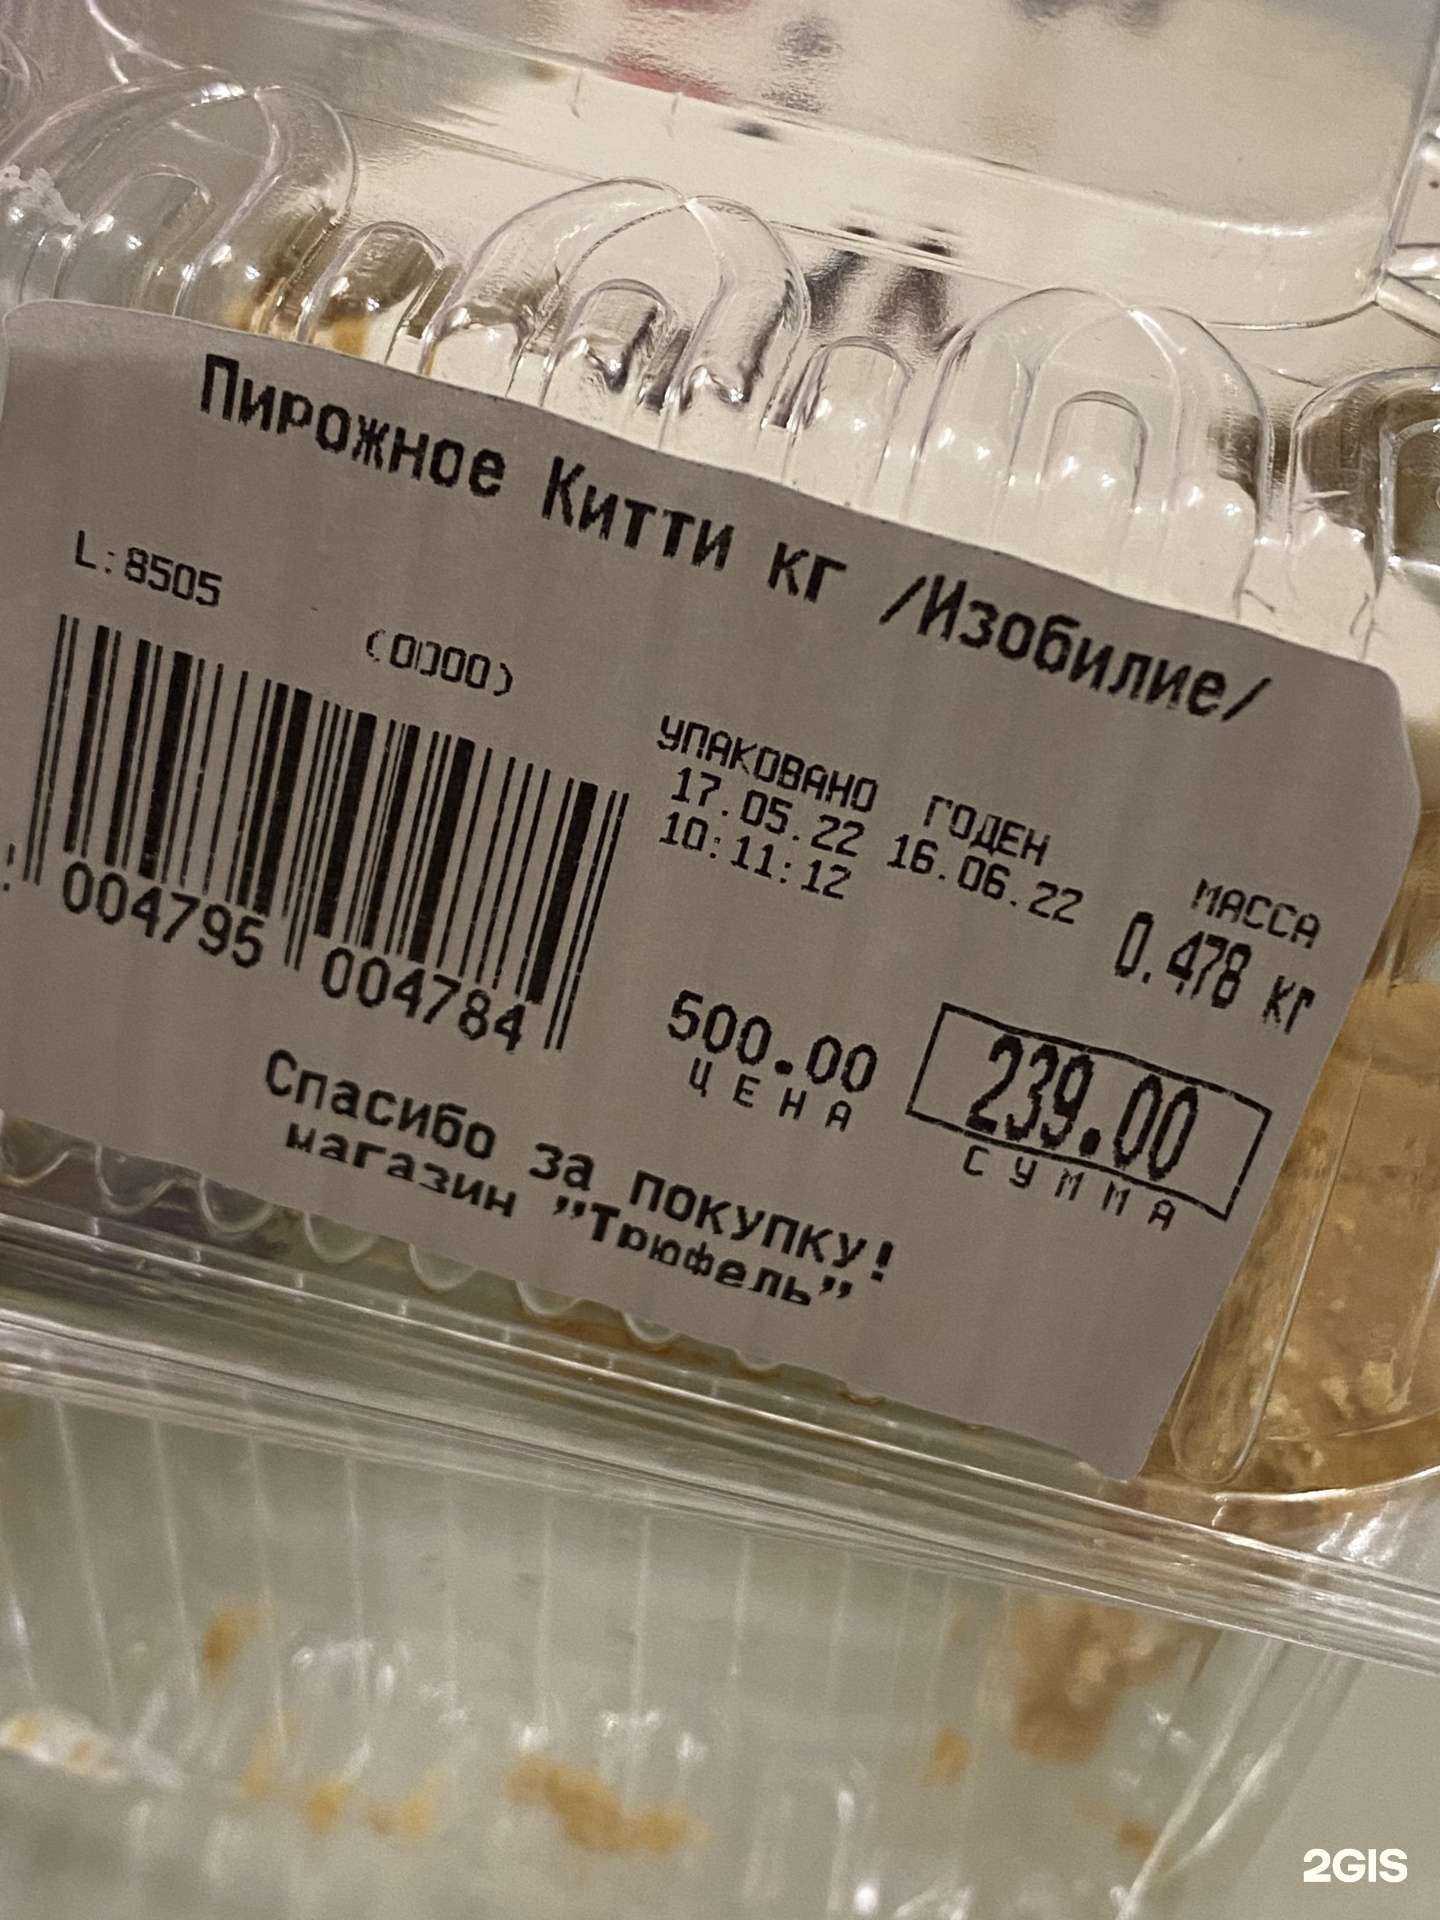 Пирожное Китти кг /Изобилие/
L:8505
(0000)
УПАКОВАНО ГОДЕН
17.05.22 16.06.22
10:11:12
МАССА
0.478 кг
004795 004784
500.00
ЦЕНА
239.00
СУММА
Спасибо за покупку!
магазин "Трюфель"
2GIS